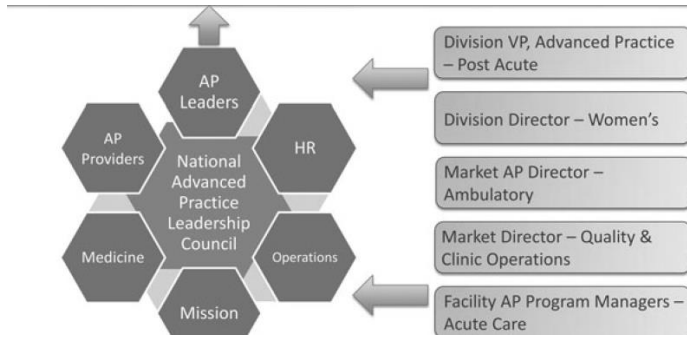 AP
Leaders
AP
Providers
HR
National
Advanced
Practice
Leadership
Council
Medicine
Operations
Mission
Division VP, Advanced Practice
– Post Acute
Division Director – Women's
Market AP Director –
Ambulatory
Market Director – Quality &
Clinic Operations
Facility AP Program Managers –
Acute Care